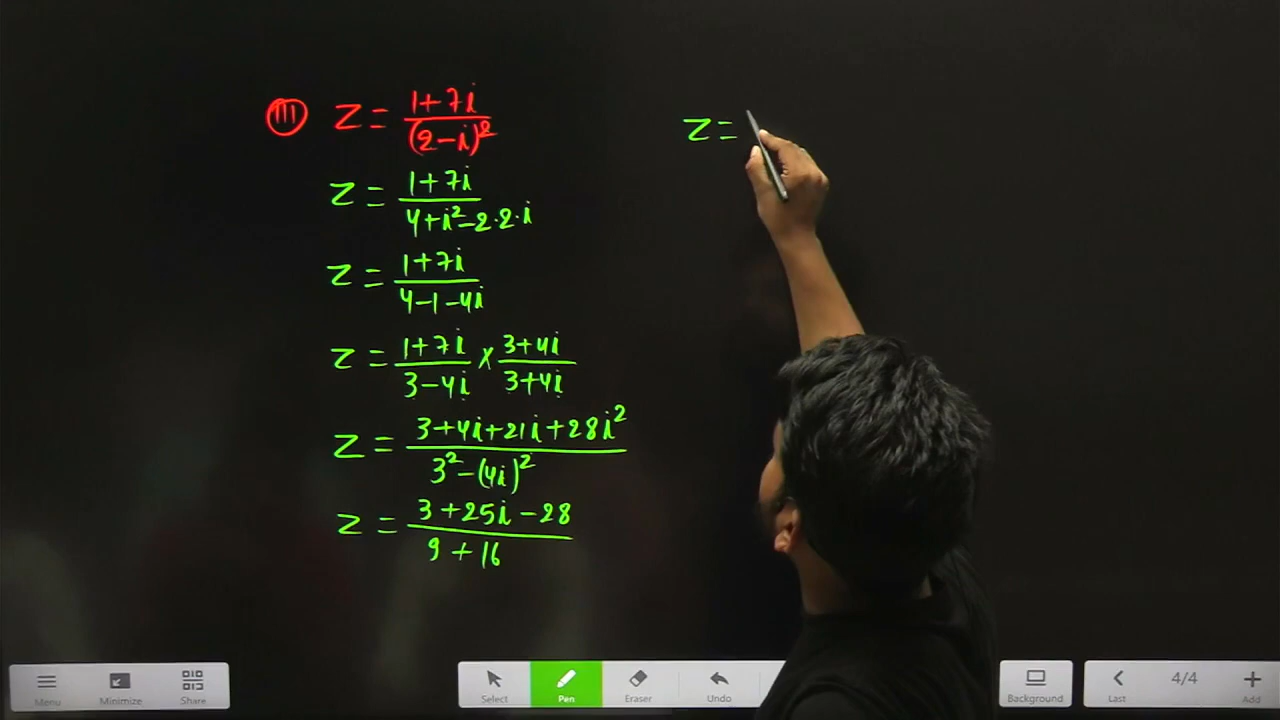 (III) z = (1+7i)/(2-i)²
z = (1+7i)/(4+i²-2·2·i)
z = (1+7i)/(4-1-4i)
z = (1+7i)/(3-4i) × (3+4i)/(3+4i)
z = (3+4i+21i+28i²)/(3²-(4i)²)
z = (3+25i-28)/(9+16)
z =
Menu Minimize Share Select Pen Eraser Undo Background Last 4/4 Add